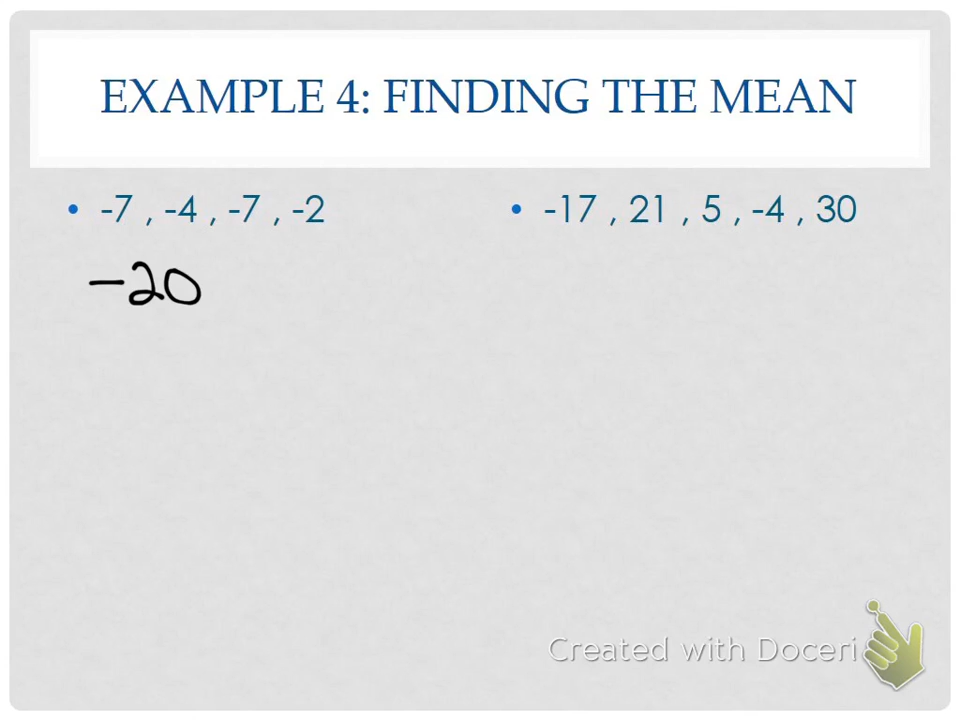 EXAMPLE 4: FINDING THE MEAN
• -7 , -4 , -7 , -2
• -17 , 21 , 5 , -4 , 30
-20
Created with Doceri